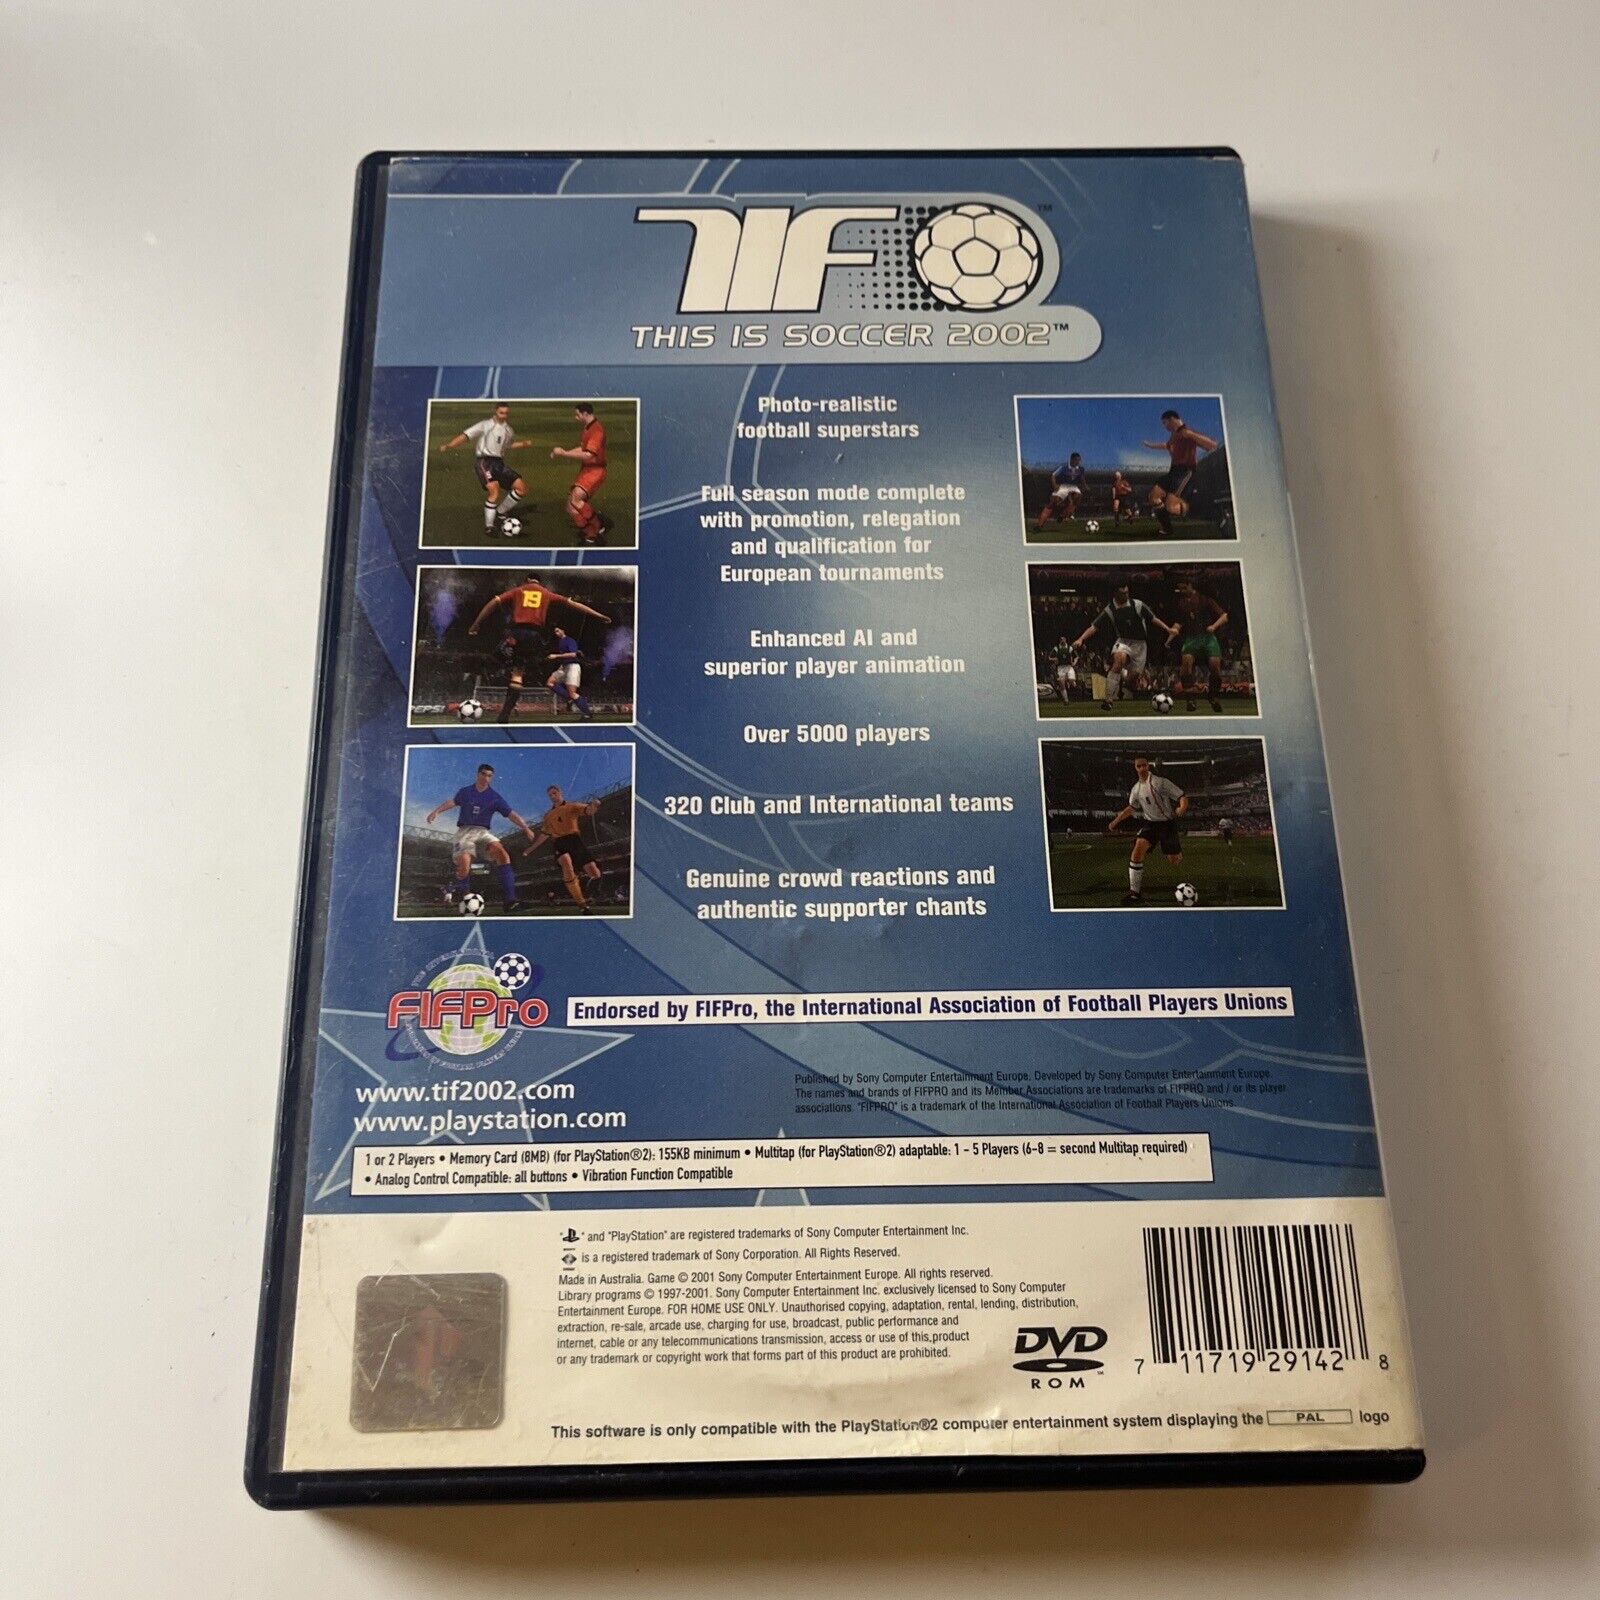 TIF
™
THIS IS SOCCER 2002™
Photo-realistic
football superstars
Full season mode complete
with promotion, relegation
and qualification for
European tournaments
Enhanced AI and
superior player animation
Over 5000 players
320 Club and International teams
Genuine crowd reactions and
authentic supporter chants
19
PEPSI
FIFPro
Endorsed by FIFPro, the International Association of Football Players Unions
www.tif2002.com
www.playstation.com
Published by Sony Computer Entertainment Europe. Developed by Sony Computer Entertainment Europe.
The names and brands of FIFPRO and its Member Associations are trademarks of FIFPRO and / or its player
associations. "FIFPRO" is a trademark of the International Association of Football Players Unions.
1 or 2 Players • Memory Card (8MB) (for PlayStation®2): 155KB minimum • Multitap (for PlayStation®2) adaptable: 1 - 5 Players (6-8 = second Multitap required)
• Analog Control Compatible: all buttons • Vibration Function Compatible
" " and "PlayStation" are registered trademarks of Sony Computer Entertainment Inc.
is a registered trademark of Sony Corporation. All Rights Reserved.
Made in Australia. Game © 2001 Sony Computer Entertainment Europe. All rights reserved.
Library programs © 1997-2001. Sony Computer Entertainment Inc. exclusively licensed to Sony Computer
Entertainment Europe. FOR HOME USE ONLY. Unauthorised copying, adaptation, rental, lending, distribution,
extraction, re-sale, arcade use, charging for use, broadcast, public performance and
internet, cable or any telecommunications transmission, access or use of this product
or any trademark or copyright work that forms part of this product are prohibited.
DVD
ROM
7 11719 29142 8
This software is only compatible with the PlayStation®2 computer entertainment system displaying the PAL logo